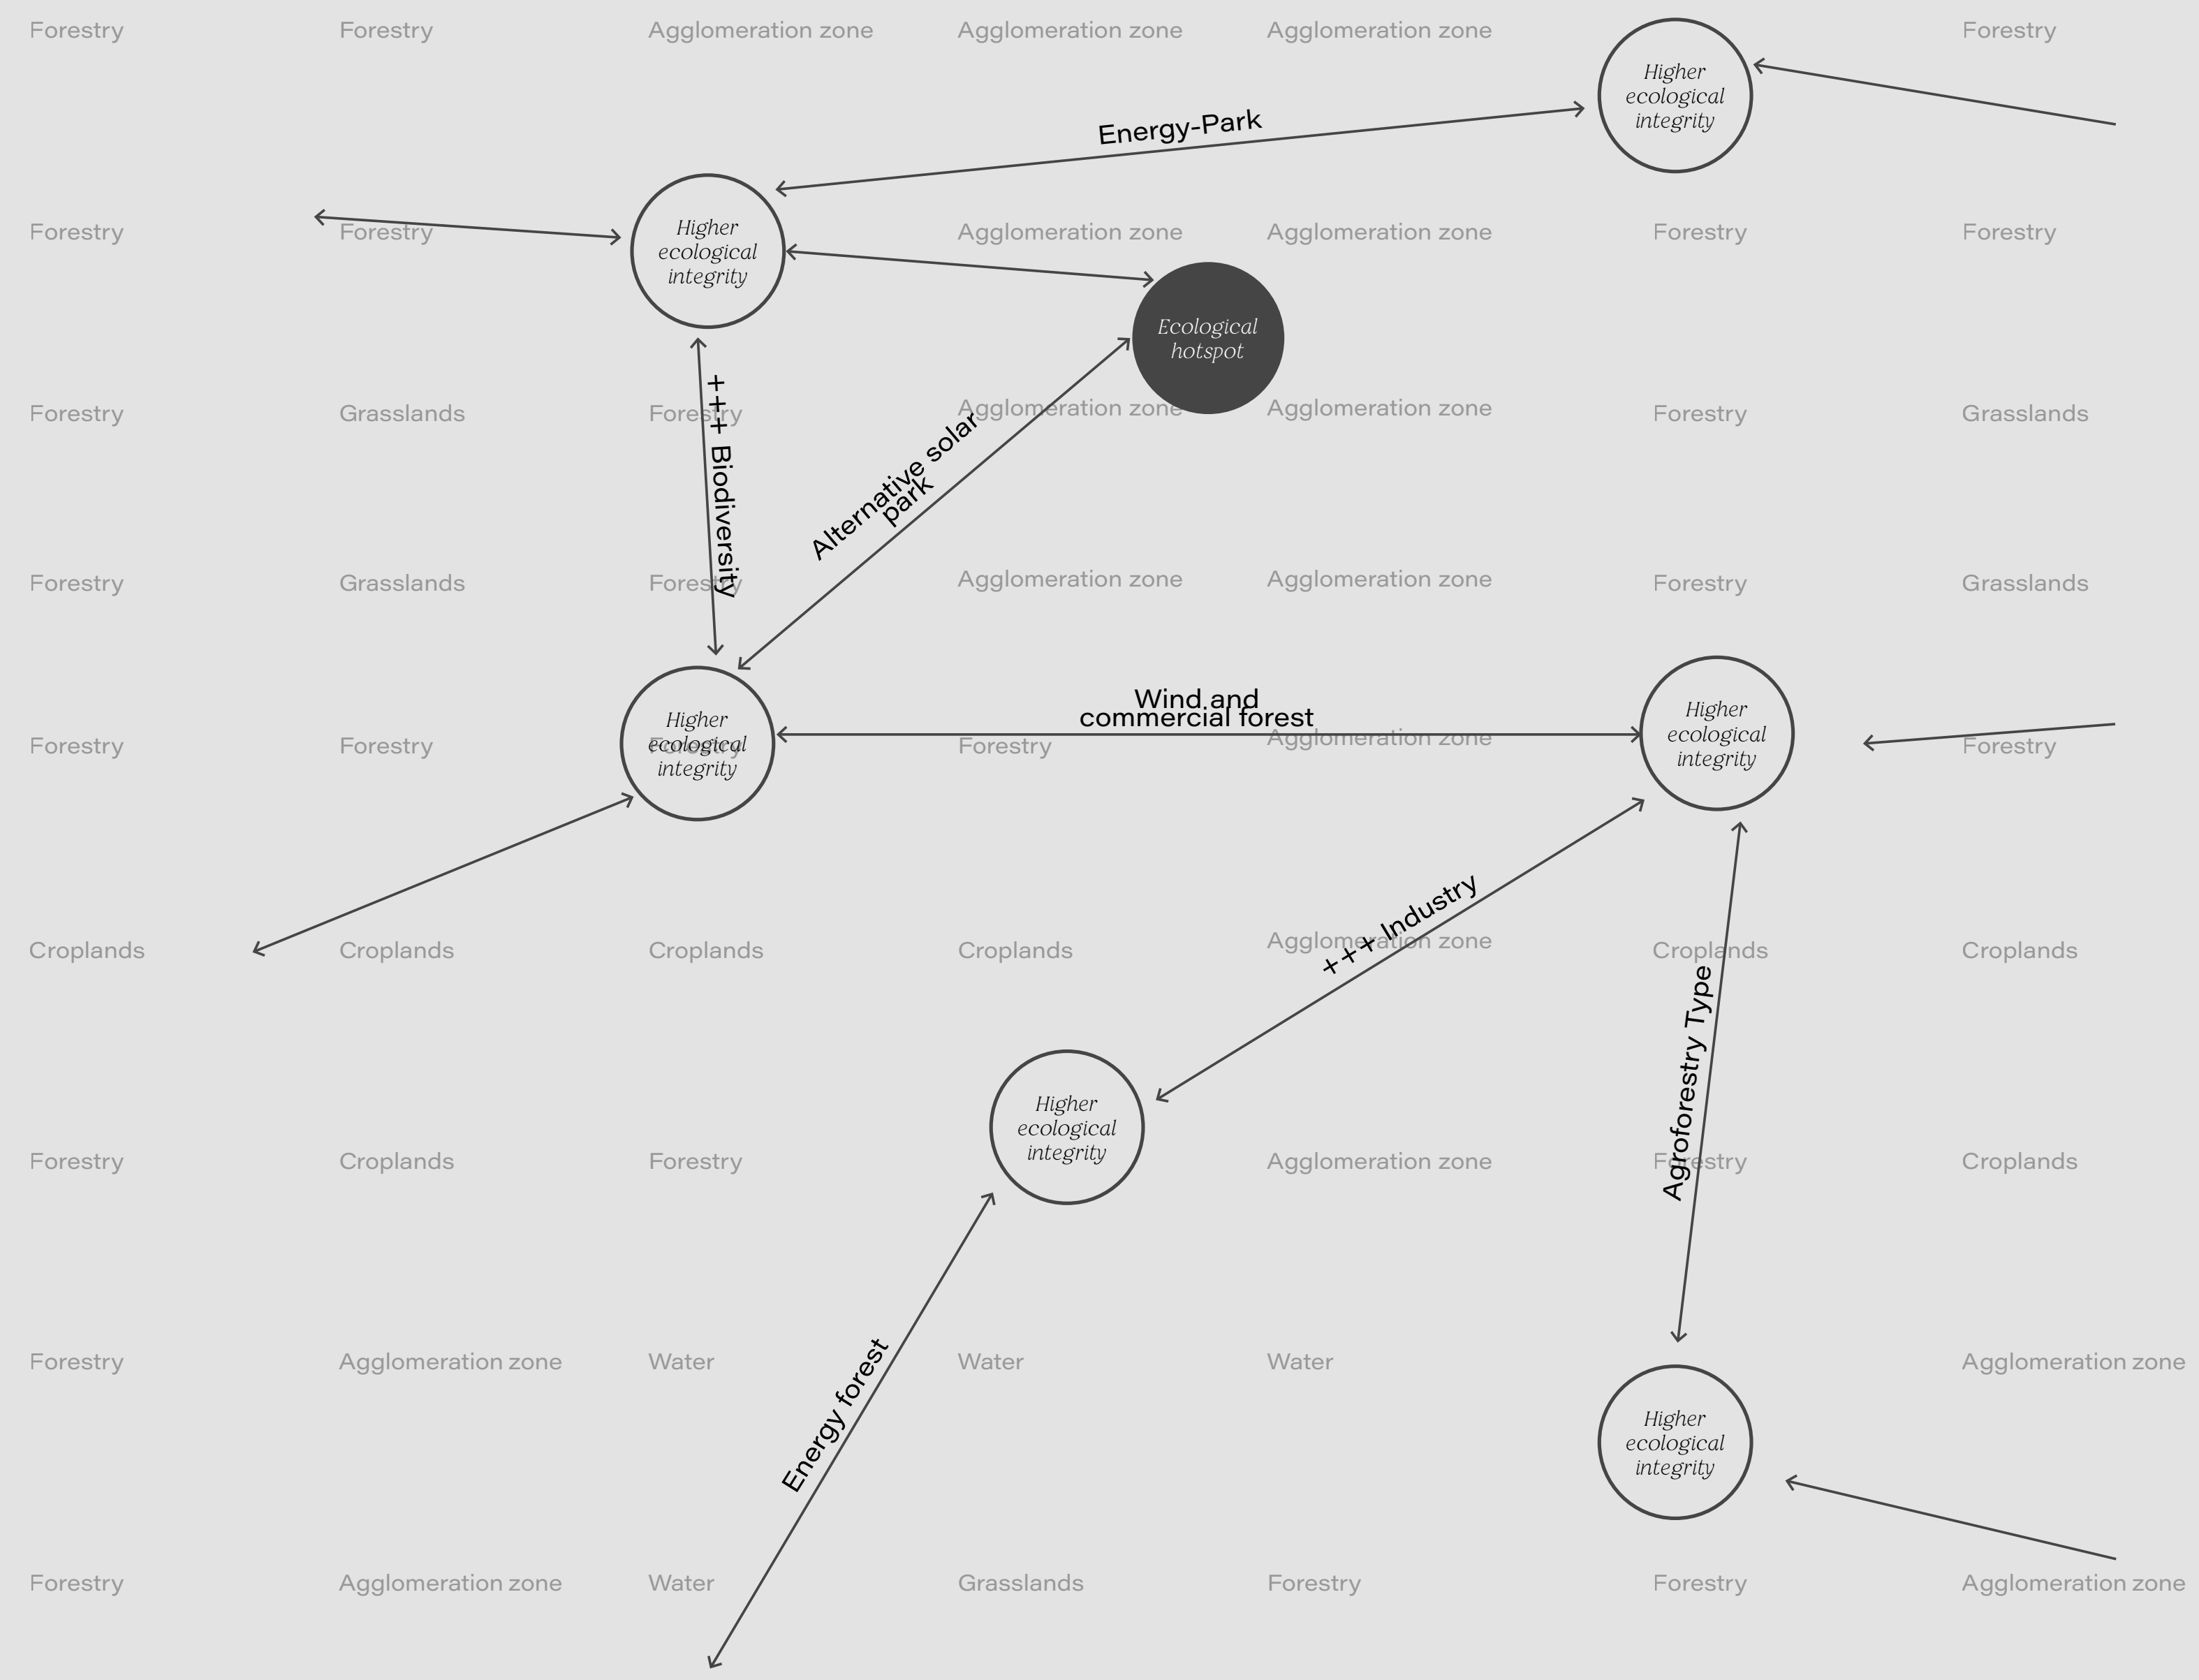 Forestry
Forestry
Agglomeration zone
Agglomeration zone
Agglomeration zone
Forestry
Higher
ecological
integrity
Energy-Park
Forestry
Forestry
Higher
ecological
integrity
Agglomeration zone
Agglomeration zone
Forestry
Forestry
Ecological
hotspot
Forestry
Grasslands
Forestry
Agglomeration zone
Agglomeration zone
Forestry
Grasslands
+++ Biodiversity
Alternative solar
park
Forestry
Grasslands
Forestry
Agglomeration zone
Agglomeration zone
Forestry
Grasslands
Wind and
commercial forest
Forestry
Forestry
Forestry
Higher
ecological
integrity
Forestry
Agglomeration zone
Higher
ecological
integrity
Forestry
+++ Industry
Croplands
Croplands
Croplands
Croplands
Agglomeration zone
Croplands
Croplands
Agroforestry Type
Higher
ecological
integrity
Forestry
Croplands
Forestry
Agglomeration zone
Forestry
Croplands
Forestry
Agglomeration zone
Water
Water
Water
Agglomeration zone
Energy forest
Higher
ecological
integrity
Forestry
Agglomeration zone
Water
Grasslands
Forestry
Forestry
Agglomeration zone